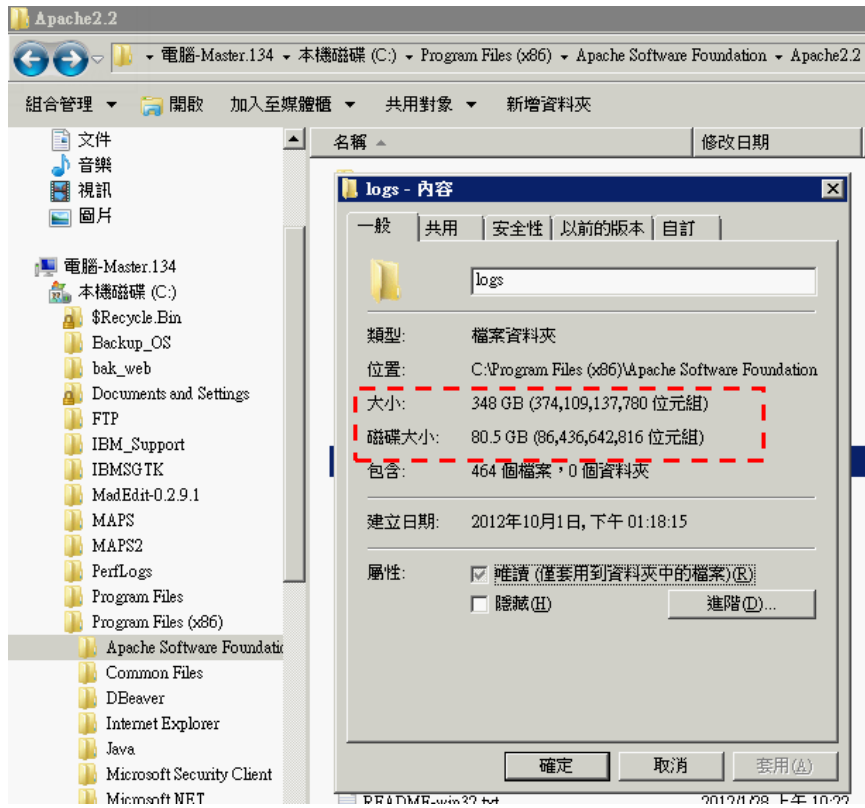 Apache2.2
電腦-Master.134 本機磁碟 (C:) Program Files (x86) Apache Software Foundation Apache2.2
組合管理 開啟 加入至媒體櫃 共用對象 新增資料夾
文件
音樂
視訊
圖片
電腦-Master.134
本機磁碟 (C:)
$Recycle.Bin
Backup_OS
bak_web
Documents and Settings
FTP
IBM_Support
IBMSGTK
MadEdit-0.2.9.1
MAPS
MAPS2
PerfLogs
Program Files
Program Files (x86)
Apache Software Foundatio
Common Files
DBeaver
Internet Explorer
Java
Microsoft Security Client
Microsoft.NET
名稱 修改日期
logs - 內容
一般 共用 安全性 以前的版本 自訂
logs
類型: 檔案資料夾
位置: C:\Program Files (x86)\Apache Software Foundation
大小: 348 GB (374,109,137,780 位元組)
磁碟大小: 80.5 GB (86,436,642,816 位元組)
包含: 464 個檔案，0 個資料夾
建立日期: 2012年10月1日, 下午 01:18:15
屬性: 唯讀 (僅套用到資料夾中的檔案)(R)
隱藏(H) 進階(D)...
確定 取消 套用(A)
README-win32.txt 2012/1/28 上午 10:22